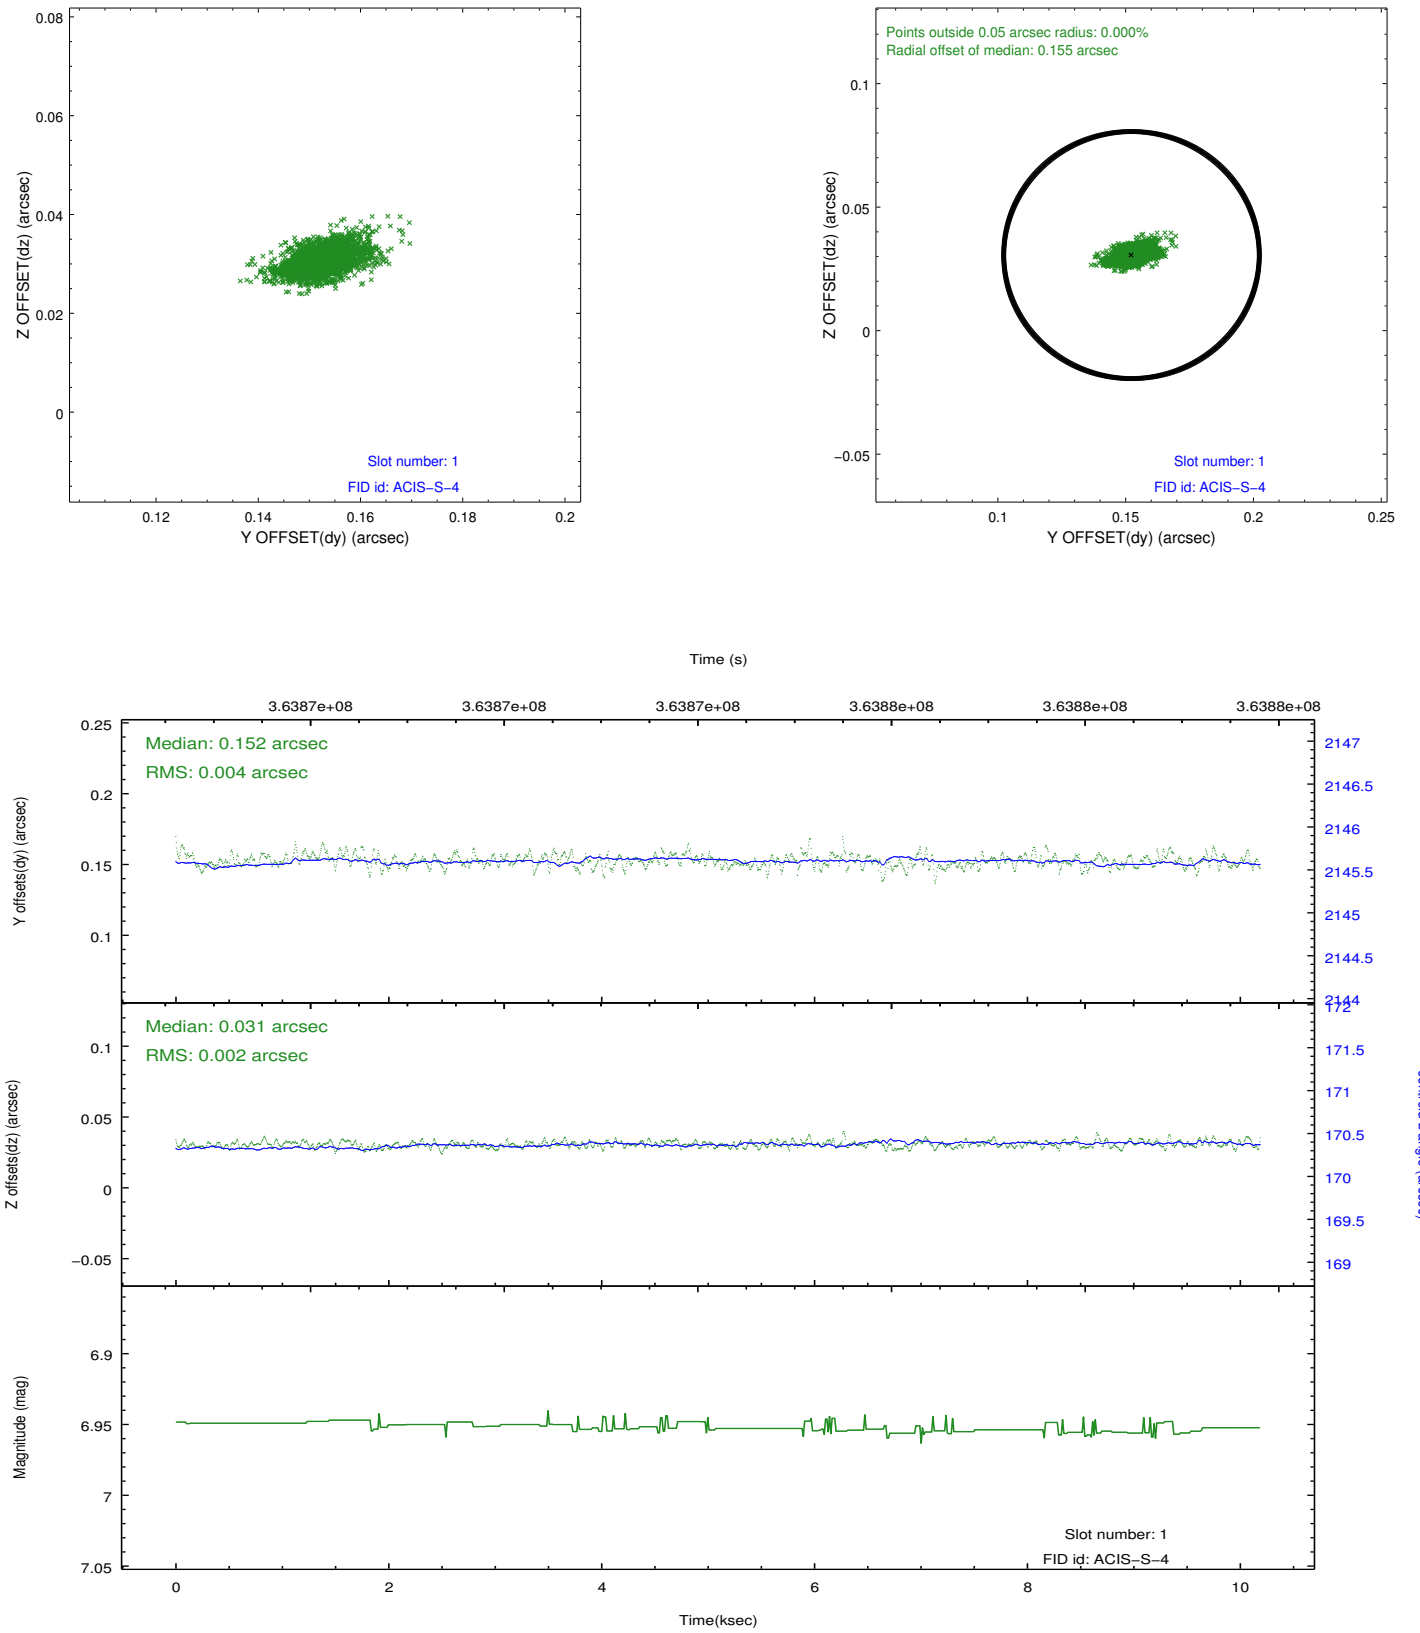 0.08
0.06
0.04
0.02
0
Z OFFSET(dz) (arcsec)
Slot number: 1
FID id: ACIS−S−4
0.12 0.14 0.16 0.18 0.2
Y OFFSET(dy) (arcsec)
Points outside 0.05 arcsec radius: 0.000%
Radial offset of median: 0.155 arcsec
0.1
0.05
0
−0.05
Z OFFSET(dz) (arcsec)
Slot number: 1
FID id: ACIS−S−4
0.1 0.15 0.2 0.25
Y OFFSET(dy) (arcsec)
Time (s)
3.6387e+08 3.6387e+08 3.6387e+08 3.6388e+08 3.6388e+08 3.6388e+08
Median: 0.152 arcsec
RMS: 0.004 arcsec
0.25
0.2
0.15
0.1
Y offsets(dy) (arcsec)
2147
2146.5
2146
2145.5
2145
2144.5
2144
Median: 0.031 arcsec
RMS: 0.002 arcsec
0.1
0.05
0
−0.05
Z offsets(dz) (arcsec)
172
171.5
171
170.5
170
169.5
169
6.9
6.95
7
7.05
Magnitude (mag)
Slot number: 1
FID id: ACIS−S−4
0 2 4 6 8 10
Time(ksec)